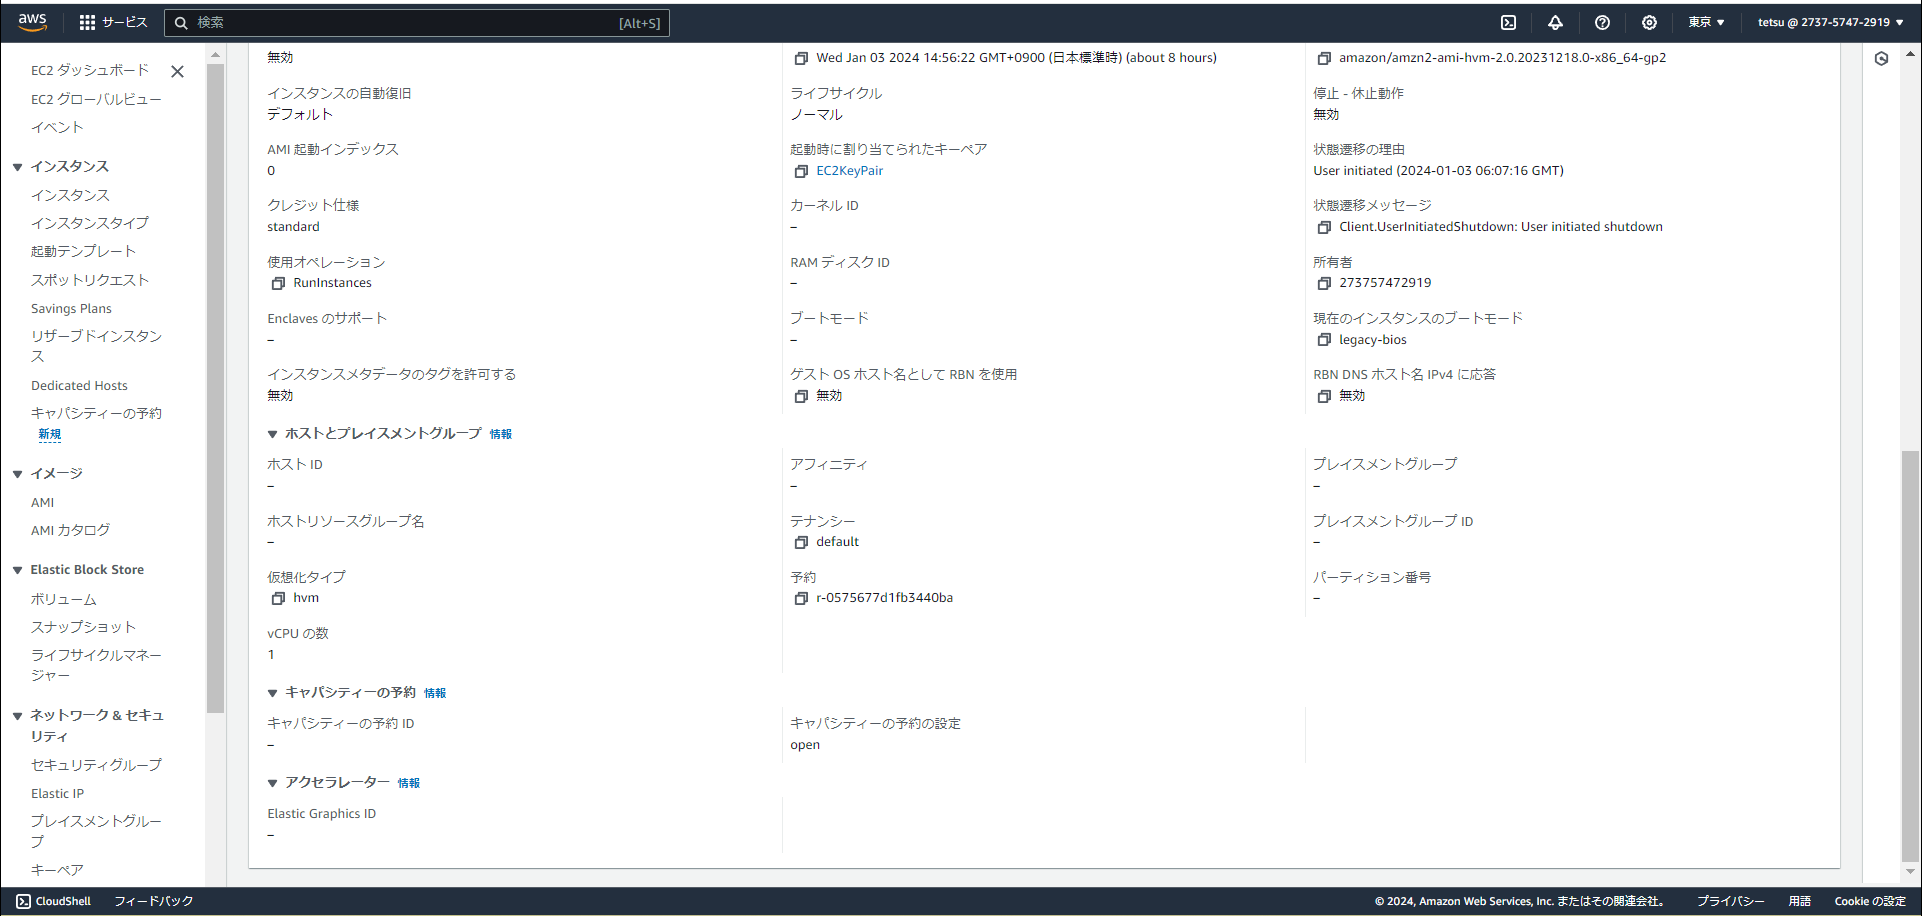 aws
サービス
検索
[Alt+S]
東京 ▼
tetsu @ 2737-5747-2919 ▼
EC2 ダッシュボード
EC2 グローバルビュー
イベント
インスタンス
インスタンス
インスタンスタイプ
起動テンプレート
スポットリクエスト
Savings Plans
リザーブドインスタン
ス
Dedicated Hosts
キャパシティーの予約
新規
イメージ
AMI
AMI カタログ
Elastic Block Store
ボリューム
スナップショット
ライフサイクルマネー
ジャー
ネットワーク & セキュ
リティ
セキュリティグループ
Elastic IP
プレイスメントグルー
プ
キーペア
無効
Wed Jan 03 2024 14:56:22 GMT+0900 (日本標準時) (about 8 hours)
amazon/amzn2-ami-hvm-2.0.20231218.0-x86_64-gp2
インスタンスの自動復旧
デフォルト
ライフサイクル
ノーマル
停止 - 休止動作
無効
AMI 起動インデックス
0
起動時に割り当てられたキーペア
EC2KeyPair
状態遷移の理由
User initiated (2024-01-03 06:07:16 GMT)
クレジット仕様
standard
カーネル ID
–
状態遷移メッセージ
Client.UserInitiatedShutdown: User initiated shutdown
使用オペレーション
RunInstances
RAM ディスク ID
–
所有者
273757472919
Enclaves のサポート
–
ブートモード
–
現在のインスタンスのブートモード
legacy-bios
インスタンスメタデータのタグを許可する
無効
ゲスト OS ホスト名として RBN を使用
無効
RBN DNS ホスト名 IPv4 に応答
無効
ホストとプレイスメントグループ 情報
ホスト ID
–
アフィニティ
–
プレイスメントグループ
–
ホストリソースグループ名
–
テナンシー
default
プレイスメントグループ ID
–
仮想化タイプ
hvm
予約
r-0575677d1fb3440ba
パーティション番号
–
vCPU の数
1
キャパシティーの予約 情報
キャパシティーの予約 ID
–
キャパシティーの予約の設定
open
アクセラレーター 情報
Elastic Graphics ID
–
CloudShell
フィードバック
© 2024, Amazon Web Services, Inc. またはその関連会社。
プライバシー
用語
Cookie の設定